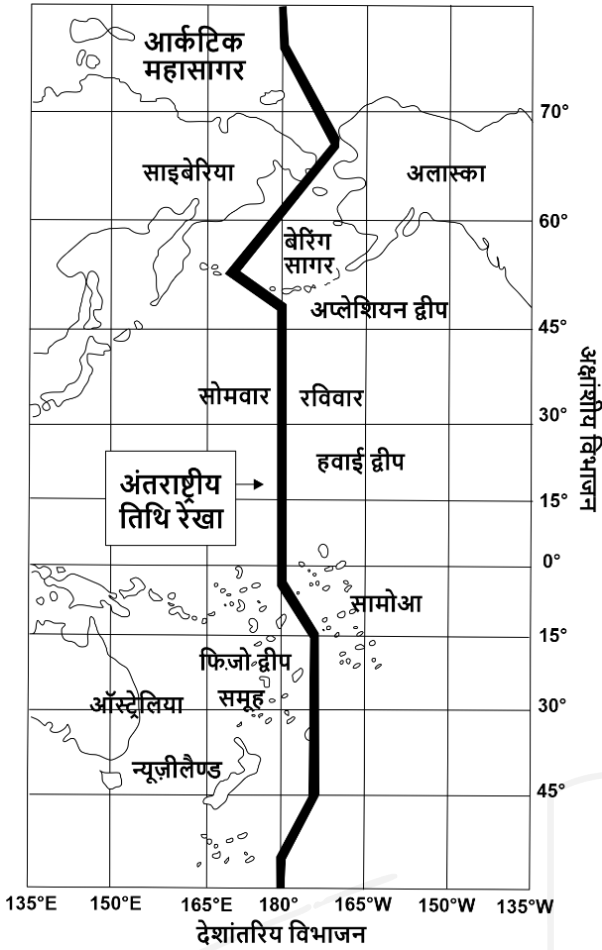 आर्कटिक
महासागर
70°
साइबेरिया
अलास्का
60°
बेरिंग
सागर
अप्लेशियन द्वीप
45°
अक्षांशीय विभाजन
सोमवार
रविवार
30°
हवाई द्वीप
अंतराष्ट्रीय
तिथि रेखा
15°
0°
सामोआ
15°
फिज़ो द्वीप
समूह
ऑस्ट्रेलिया
30°
न्यूज़ीलैण्ड
45°
135°E 150°E 165°E 180° 165°W 150°W 135°W
देशांतरिय विभाजन